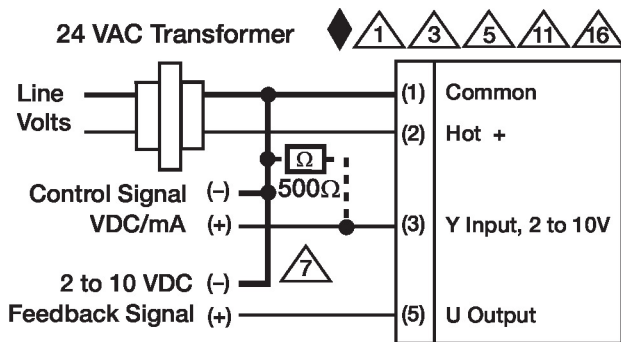 24 VAC Transformer 1 3 5 11 16
Line
Volts
(1) Common
(2) Hot +
Ω
500Ω
Control Signal (–)
VDC/mA (+)
(3) Y Input, 2 to 10V
7
2 to 10 VDC (–)
Feedback Signal (+)
(5) U Output